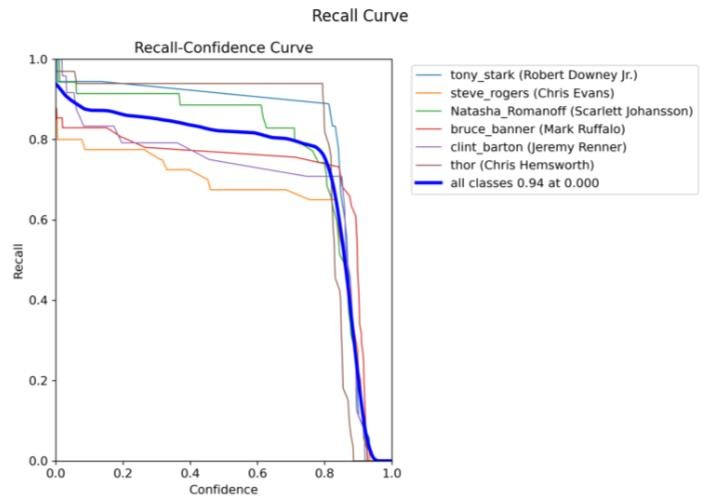 Recall Curve
Recall-Confidence Curve
tony_stark (Robert Downey Jr.)
steve_rogers (Chris Evans)
Natasha_Romanoff (Scarlett Johansson)
bruce_banner (Mark Ruffalo)
clint_barton (Jeremy Renner)
thor (Chris Hemsworth)
all classes 0.94 at 0.000
1.0
0.8
0.6
0.4
0.2
0.0
Recall
0.0 0.2 0.4 0.6 0.8 1.0
Confidence